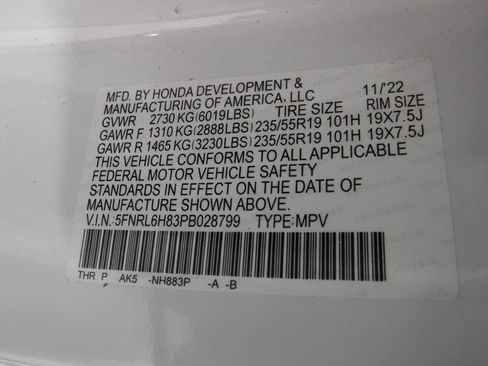 MFD. BY HONDA DEVELOPMENT & 11/'22
MANUFACTURING OF AMERICA, LLC
GVWR 2730 KG(6019LBS) TIRE SIZE RIM SIZE
GAWR F 1310 KG(2888LBS) 235/55R19 101H 19X7.5J
GAWR R 1465 KG(3230LBS) 235/55R19 101H 19X7.5J
THIS VEHICLE CONFORMS TO ALL APPLICABLE
FEDERAL MOTOR VEHICLE SAFETY
STANDARDS IN EFFECT ON THE DATE OF
MANUFACTURE SHOWN ABOVE.
V.I.N.:5FNRL6H83PB028799 TYPE:MPV
THR P AK5 -NH883P -A -B